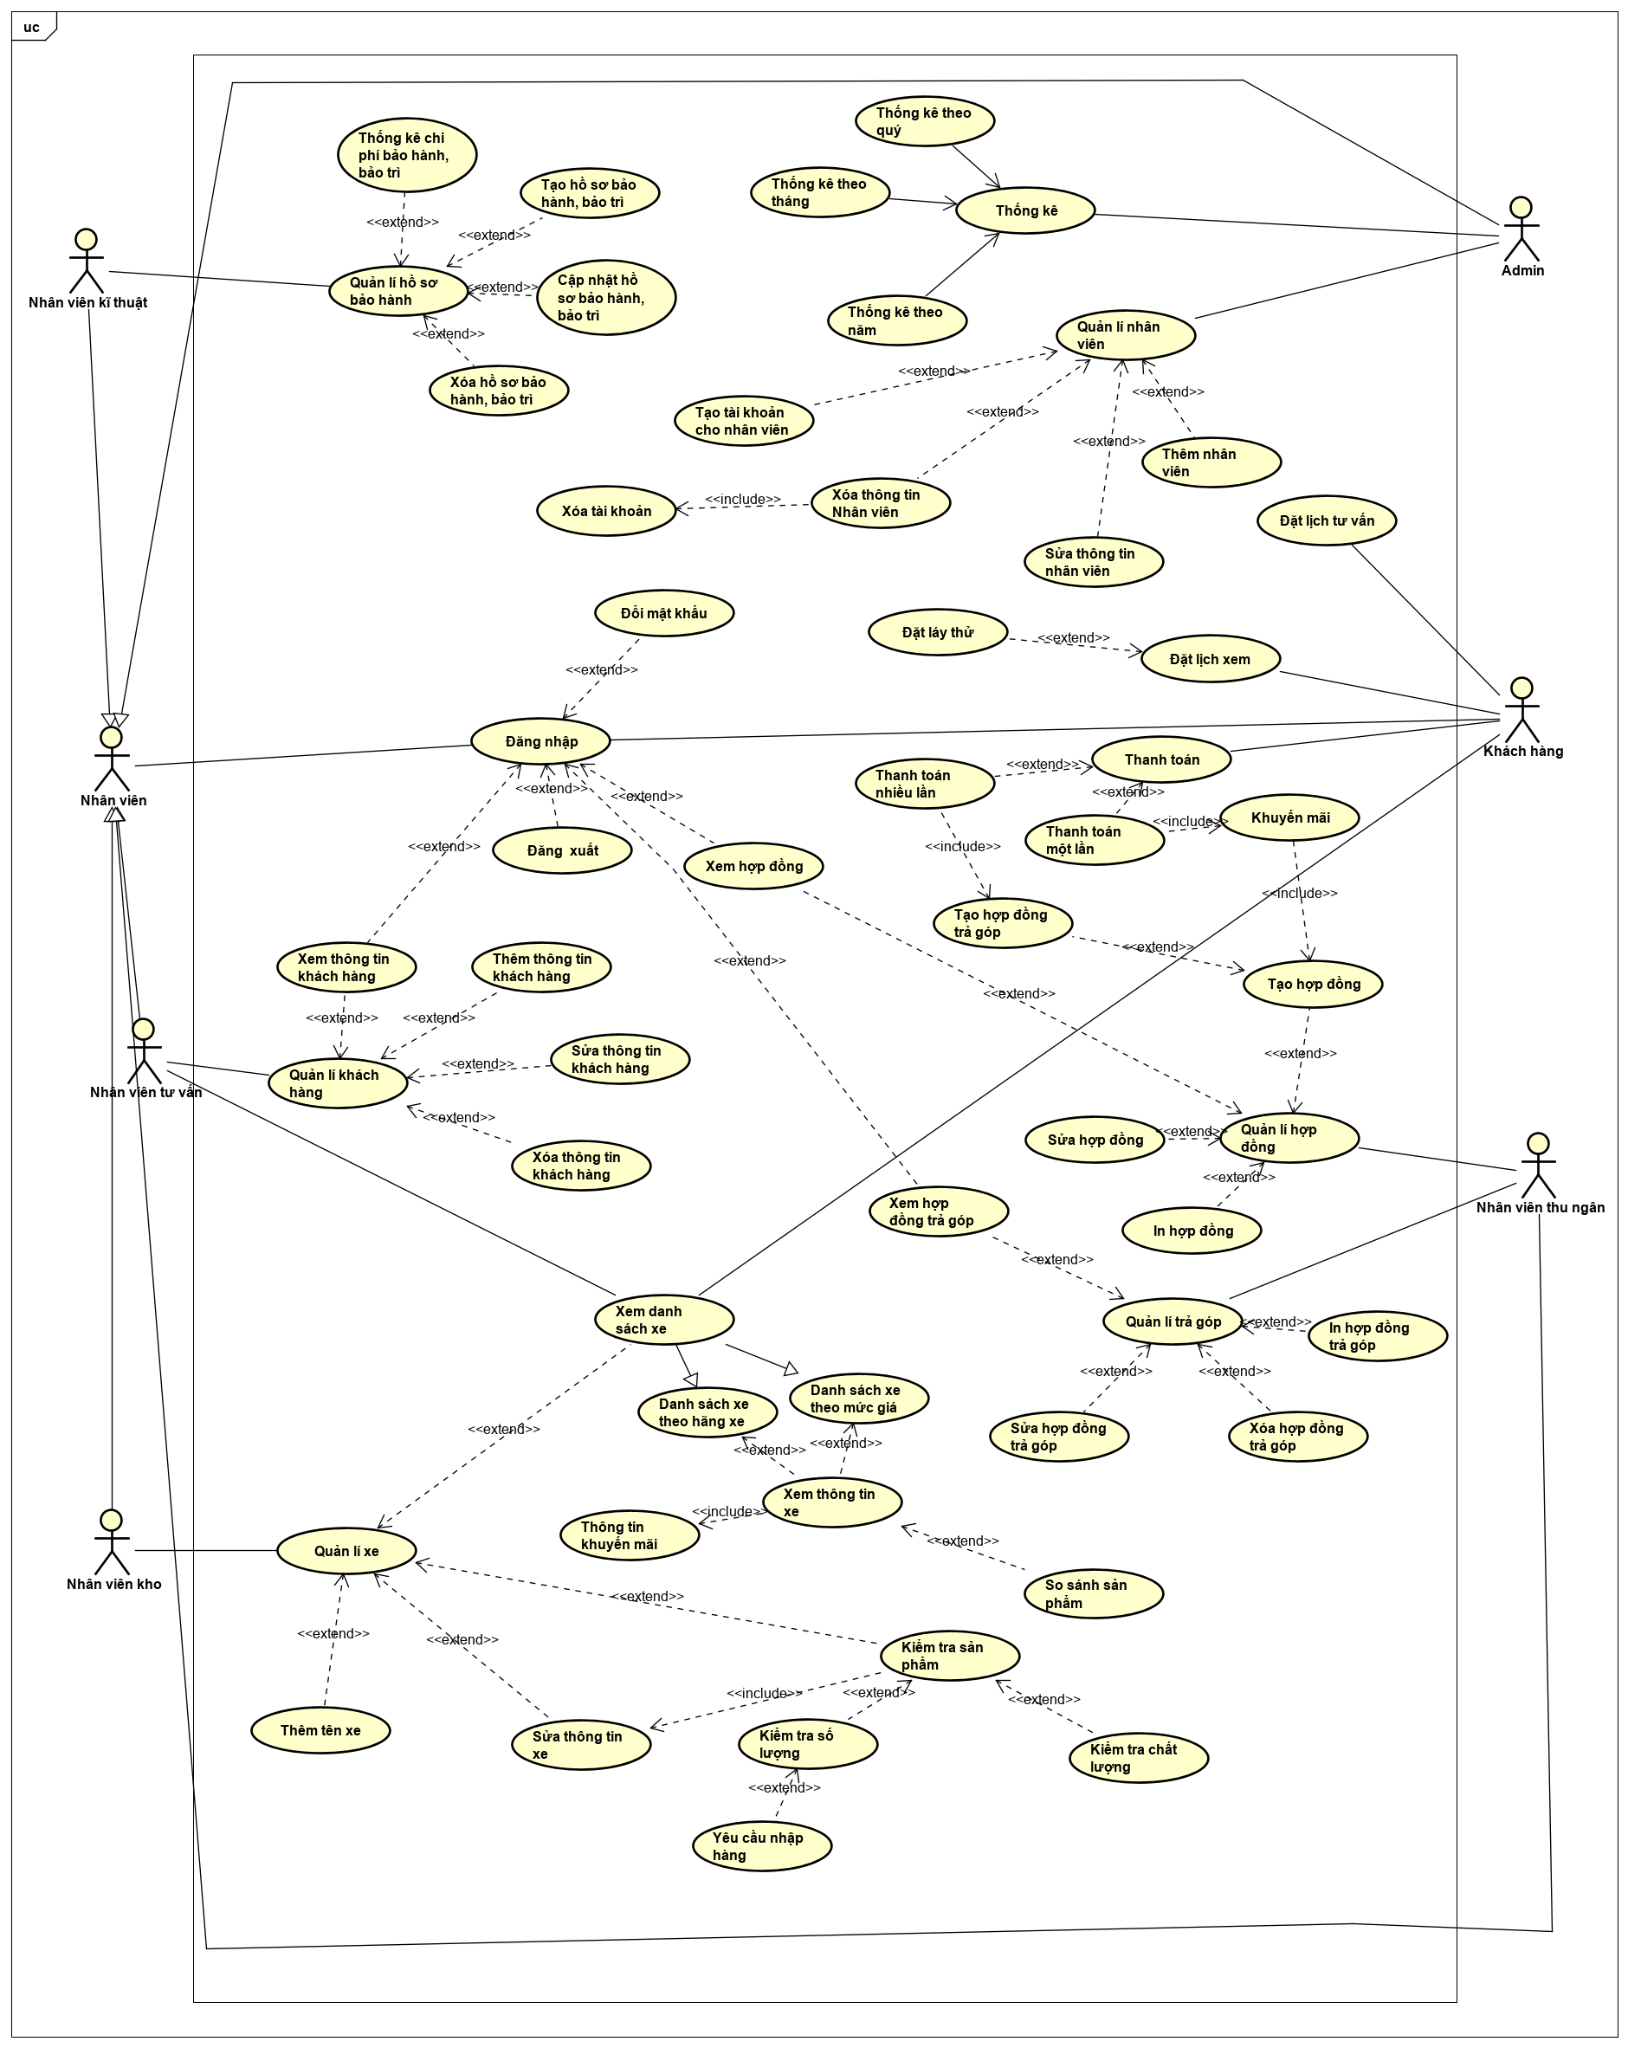 uc
Thống kê chi
phí bảo hành,
bảo trì
Tạo hồ sơ bảo
hành, bảo trì
<<extend>>
<<extend>>
Quản lí hồ sơ
bảo hành
<<extend>>
Cập nhật hồ
sơ bảo hành,
bảo trì
<<extend>>
Xóa hồ sơ bảo
hành, bảo trì
Nhân viên kĩ thuật
Thống kê theo
quý
Thống kê theo
tháng
Thống kê
Thống kê theo
năm
Admin
Quản lí nhân
viên
<<extend>>
<<extend>>
<<extend>>
<<extend>>
Tạo tài khoản
cho nhân viên
Thêm nhân
viên
Xóa tài khoản
<<include>>
Xóa thông tin
Nhân viên
Sửa thông tin
nhân viên
Đặt lịch tư vấn
Đổi mật khẩu
<<extend>>
Đặt láy thử
<<extend>>
Đặt lịch xem
Khách hàng
Nhân viên
Đăng nhập
<<extend>>
<<extend>>
<<extend>>
Đăng  xuất
Xem hợp đồng
Thanh toán
nhiều lần
<<extend>>
Thanh toán
<<extend>>
Thanh toán
một lần
<<include>>
Khuyến mãi
<<include>>
<<include>>
Tạo hợp đồng
trả góp
<<extend>>
Tạo hợp đồng
<<extend>>
<<extend>>
<<extend>>
Xem thông tin
khách hàng
Thêm thông tin
khách hàng
<<extend>>
<<extend>>
Sửa thông tin
khách hàng
<<extend>>
Quản lí khách
hàng
<<extend>>
Xóa thông tin
khách hàng
Nhân viên tư vấn
Sửa hợp đồng
<<extend>>
Quản lí hợp
đồng
<<extend>>
In hợp đồng
Nhân viên thu ngân
Xem hợp
đồng trả góp
<<extend>>
Quản lí trả góp
<<extend>>
In hợp đồng
trả góp
<<extend>>
<<extend>>
Sửa hợp đồng
trả góp
Xóa hợp đồng
trả góp
Xem danh
sách xe
Danh sách xe
theo hãng xe
Danh sách xe
theo mức giá
<<extend>>
<<extend>>
<<extend>>
Xem thông tin
xe
<<include>>
Thông tin
khuyến mãi
<<extend>>
So sánh sản
phẩm
Nhân viên kho
Quản lí xe
<<extend>>
<<extend>>
<<extend>>
Kiểm tra sản
phẩm
<<include>>
<<extend>>
<<extend>>
Thêm tên xe
Sửa thông tin
xe
Kiểm tra số
lượng
Kiểm tra chất
lượng
<<extend>>
Yêu cầu nhập
hàng